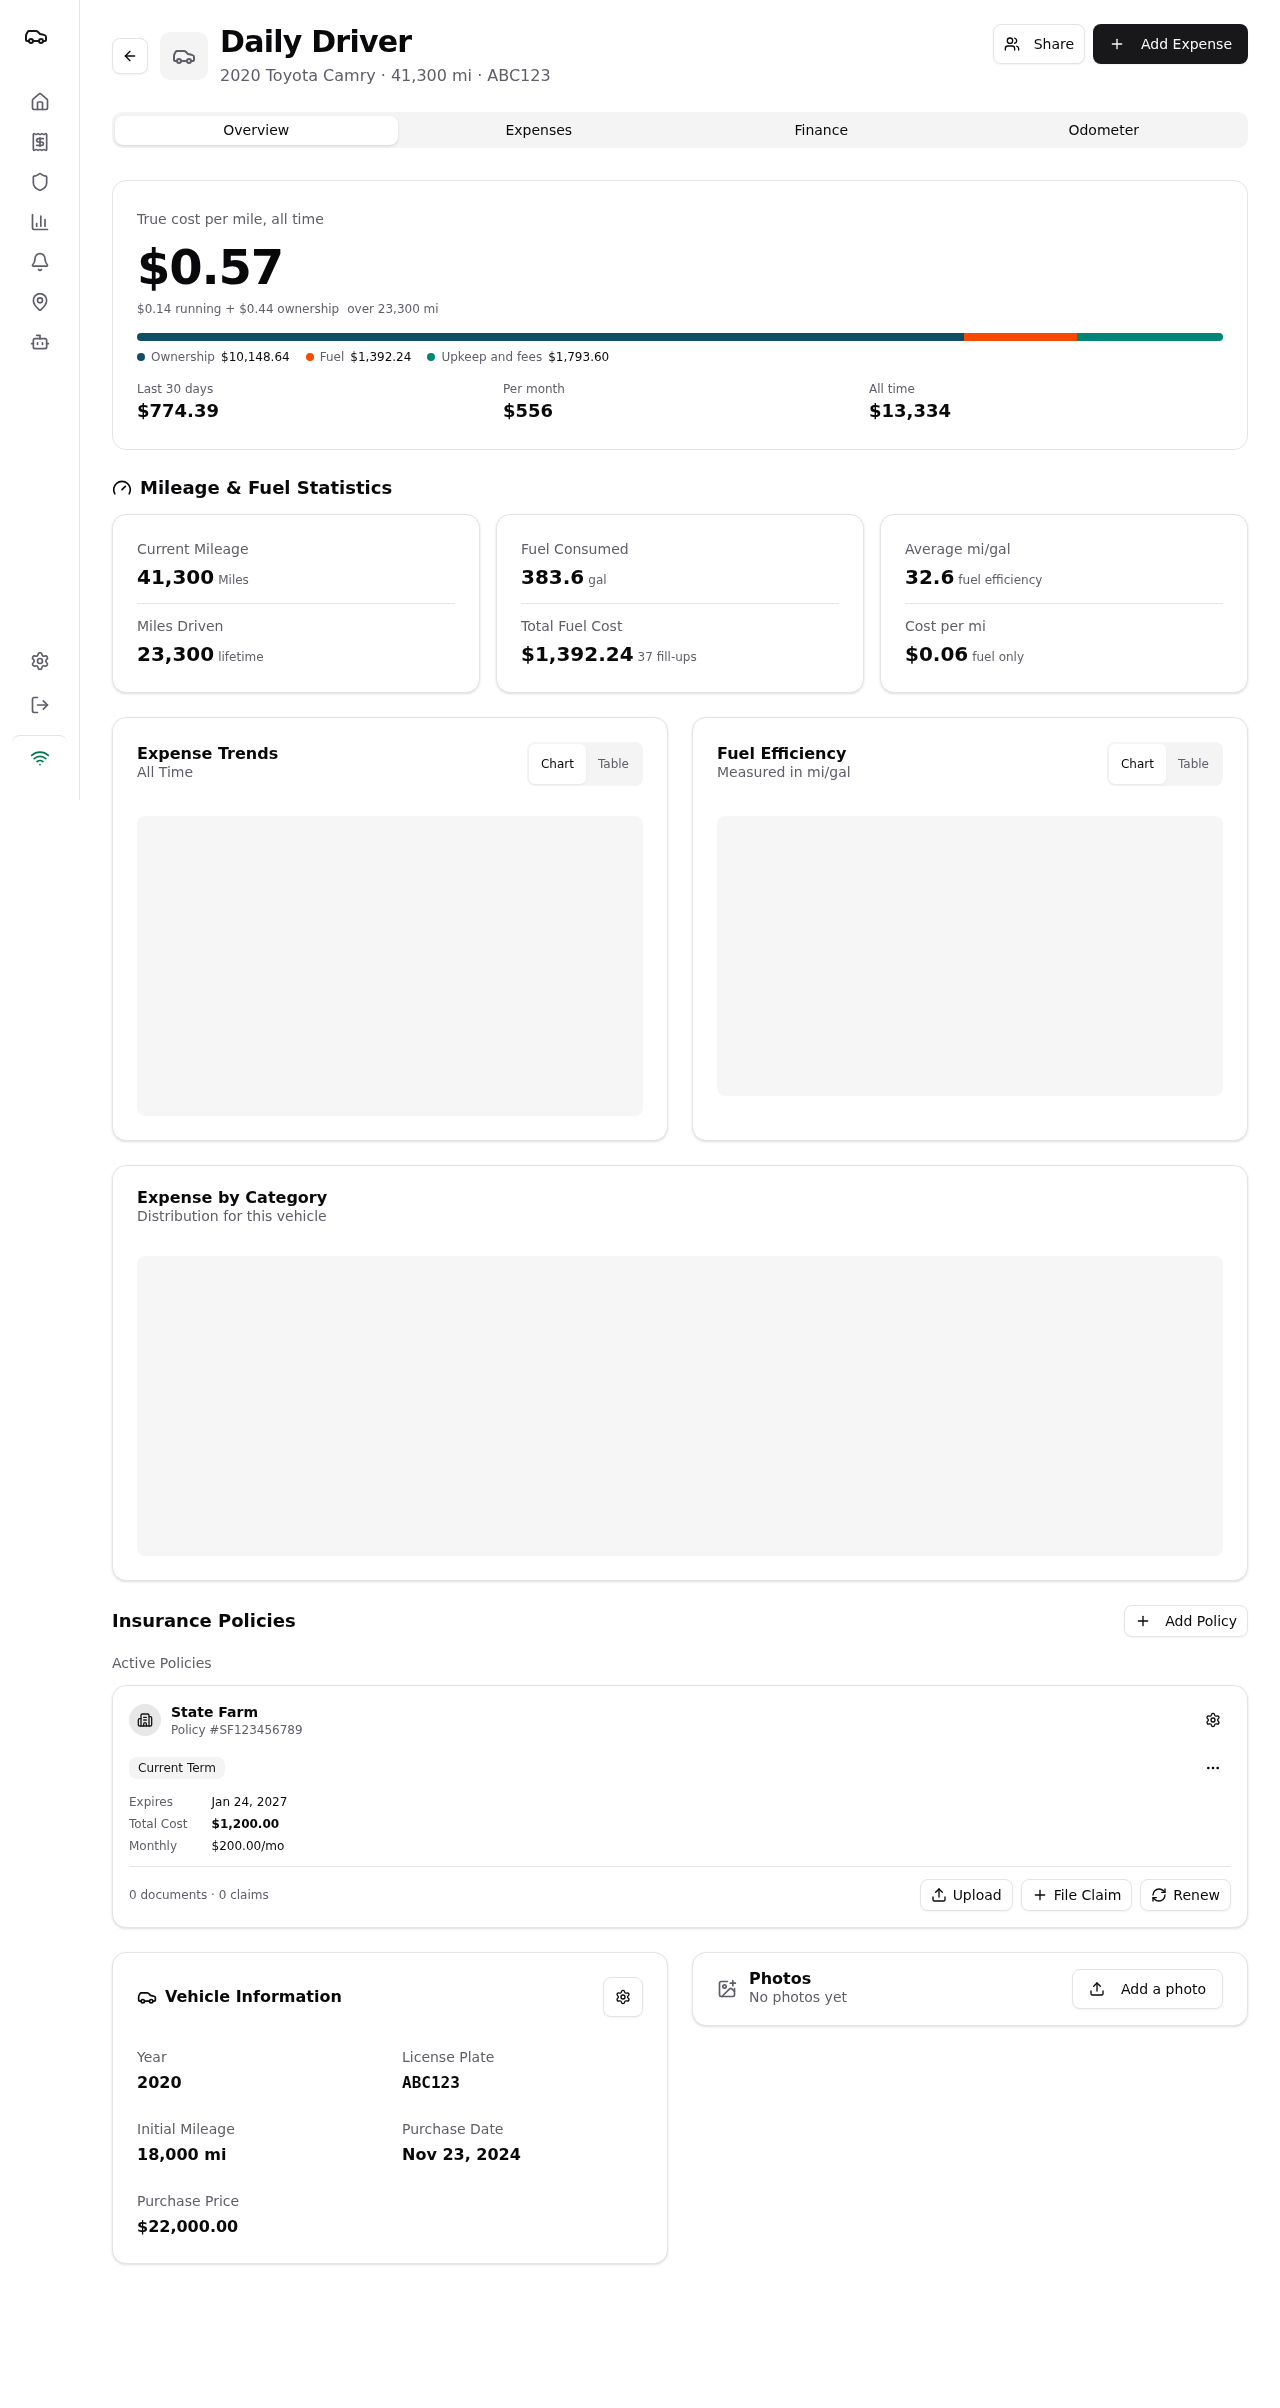 Daily Driver
2020 Toyota Camry · 41,300 mi · ABC123
Share
Add Expense
Overview
Expenses
Finance
Odometer
True cost per mile, all time
$0.57
$0.14 running + $0.44 ownership over 23,300 mi
Ownership $10,148.64
Fuel $1,392.24
Upkeep and fees $1,793.60
Last 30 days
$774.39
Per month
$556
All time
$13,334
Mileage & Fuel Statistics
Current Mileage
41,300 Miles
Miles Driven
23,300 lifetime
Fuel Consumed
383.6 gal
Total Fuel Cost
$1,392.24 37 fill-ups
Average mi/gal
32.6 fuel efficiency
Cost per mi
$0.06 fuel only
Expense Trends
All Time
Chart
Table
Fuel Efficiency
Measured in mi/gal
Chart
Table
Expense by Category
Distribution for this vehicle
Insurance Policies
Add Policy
Active Policies
State Farm
Policy #SF123456789
Current Term
Expires Jan 24, 2027
Total Cost $1,200.00
Monthly $200.00/mo
0 documents · 0 claims
Upload
File Claim
Renew
Vehicle Information
Year
2020
License Plate
ABC123
Initial Mileage
18,000 mi
Purchase Date
Nov 23, 2024
Purchase Price
$22,000.00
Photos
No photos yet
Add a photo